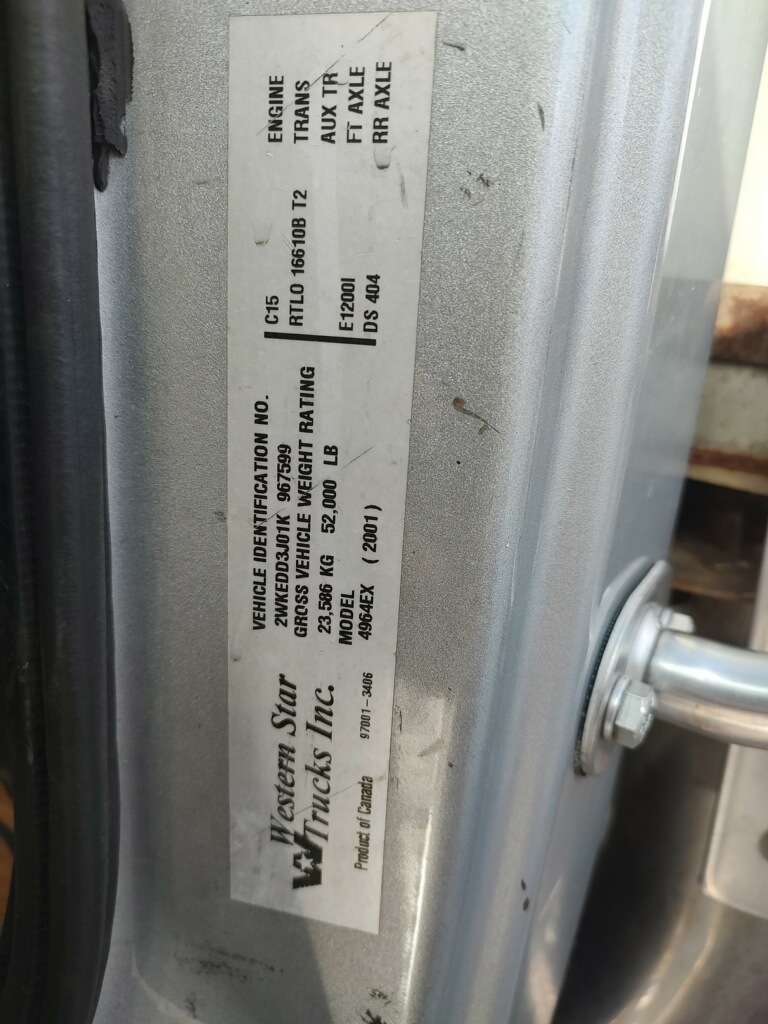 Western Star
Trucks Inc.
Product of Canada 97001-3406
VEHICLE IDENTIFICATION NO.
2WKEDD3J01K 967599
GROSS VEHICLE WEIGHT RATING
23,586 KG 52,000 LB
MODEL
4964EX (2001)
C15 ENGINE
RTLO 16610B T2 TRANS
AUX TR
E1200I FT AXLE
DS 404 RR AXLE